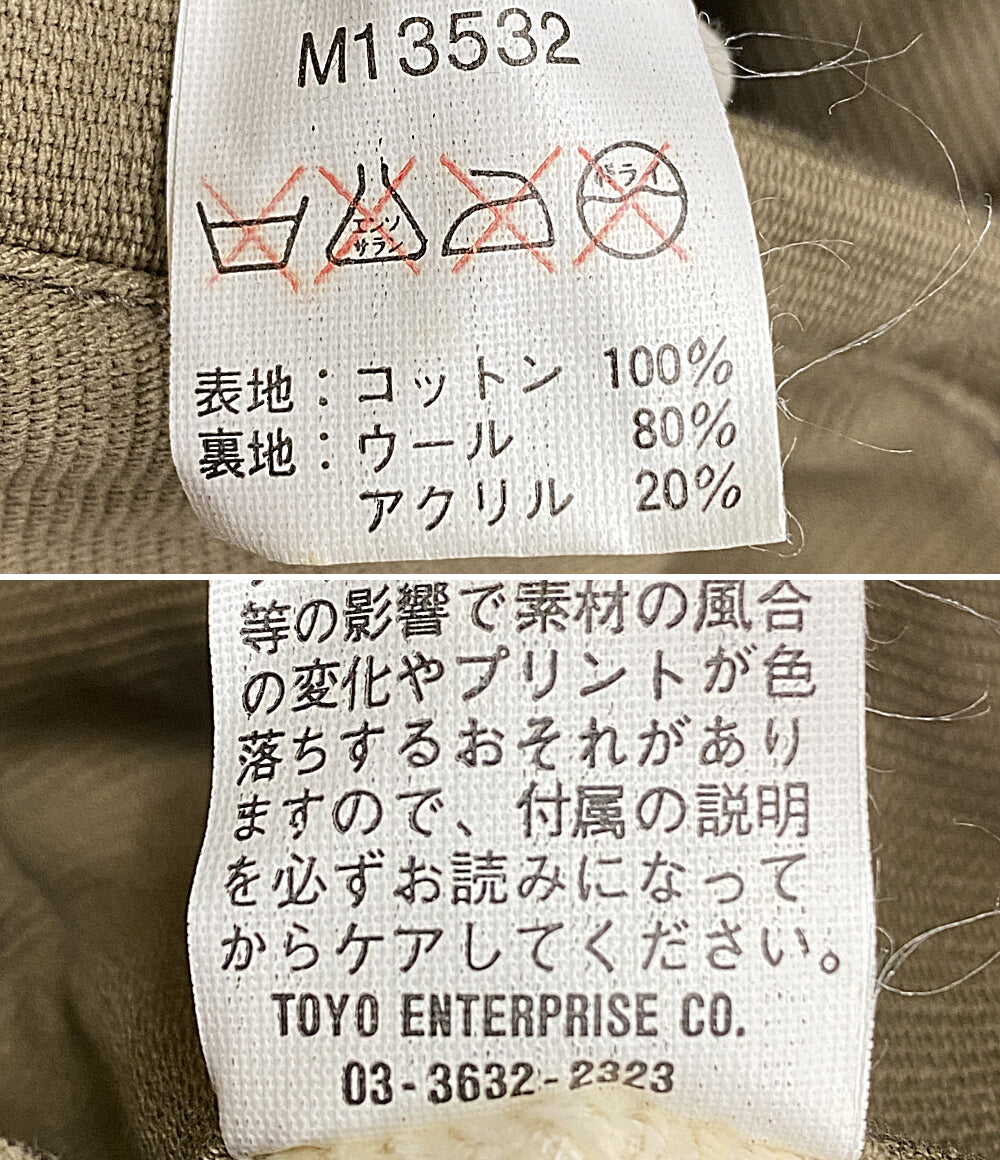 M13532
エンソ
サラシ
ドライ
表地：コットン 100%
裏地：ウール 80%
アクリル 20%
等の影響で素材の風合
の変化やプリントが色
落ちするおそれがあり
ますので、付属の説明
を必ずお読みになって
からケアしてください。
TOYO ENTERPRISE CO.
03-3632-2323